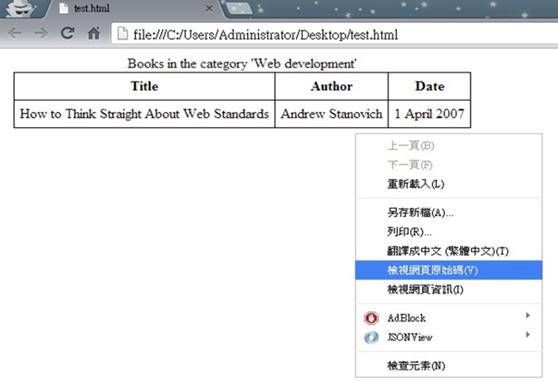 test.html
file:///C:/Users/Administrator/Desktop/test.html
Books in the category 'Web development'
Title Author Date
How to Think Straight About Web Standards Andrew Stanovich 1 April 2007
上一頁(B)
下一頁(F)
重新載入(L)
另存新檔(A)...
列印(R)...
翻譯成中文 (繁體中文)(T)
檢視網頁原始碼(V)
檢視網頁資訊(I)
AdBlock
JSONView
檢查元素(N)